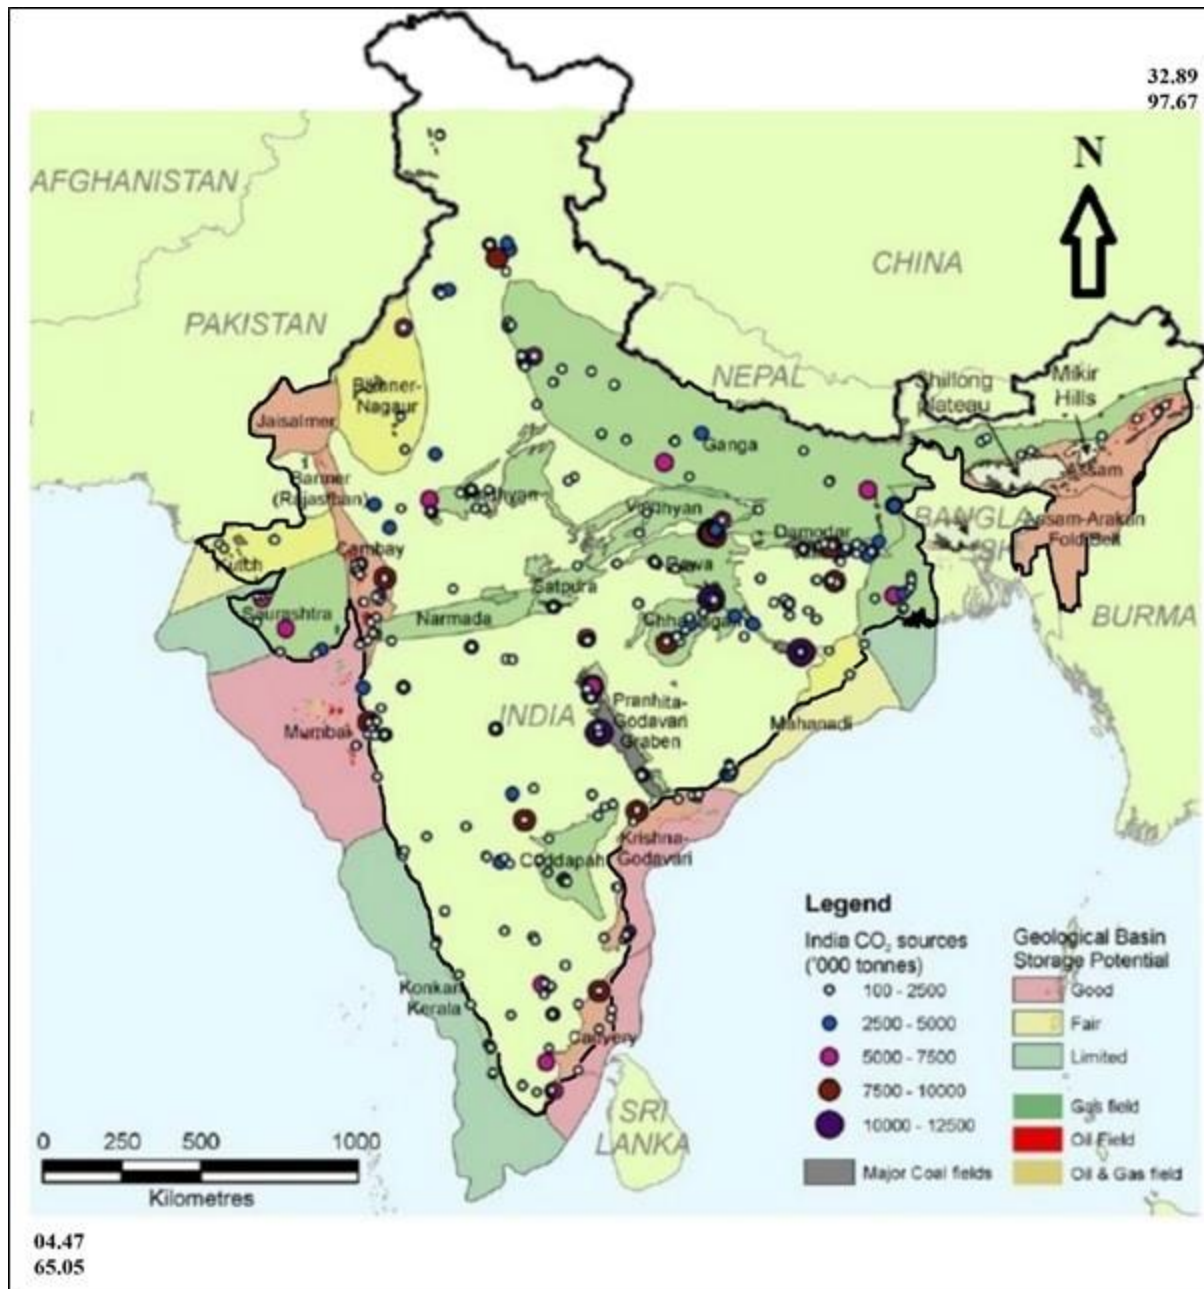 32.89
97.67
N
AFGHANISTAN
CHINA
PAKISTAN
NEPAL
Shillong
plateau
Mikir
Hills
Nagaur
Jaisalmer
Ganga
Barmer
(Rajasthan)
Assam
Vindhyan
BANGLA
Damodar
Assam-Arakan
Fold Belt
Cambay
Kutch
Rewa
Satpura
Saurashtra
Narmada
BURMA
INDIA
Pranhita-
Godavari
Graben
Mumbai
Mahanadi
Krishna-
Godavari
Cuddapah
Konkan
Kerala
Cauvery
SRI
LANKA
Legend
India CO₂ sources
('000 tonnes)
100 - 2500
2500 - 5000
5000 - 7500
7500 - 10000
10000 - 12500
Major Coal fields
Geological Basin
Storage Potential
Good
Fair
Limited
Gas field
Oil Field
Oil & Gas field
0 250 500 1000
Kilometres
04.47
65.05